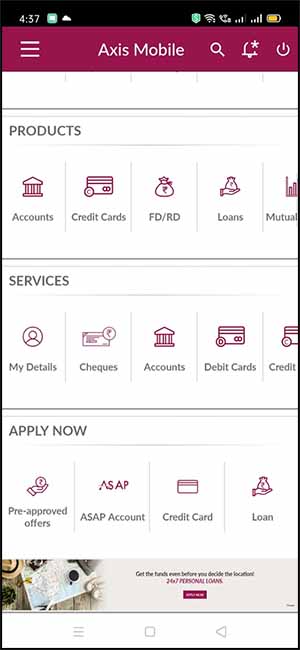 4:37
Axis Mobile
PRODUCTS
Accounts
Credit Cards
FD/RD
Loans
Mutual
SERVICES
My Details
Cheques
Accounts
Debit Cards
Credit
APPLY NOW
Pre-approved
offers
ASAP
ASAP Account
Credit Card
Loan
Get the funds even before you decide the location!
24x7 PERSONAL LOANS.
APPLY NOW